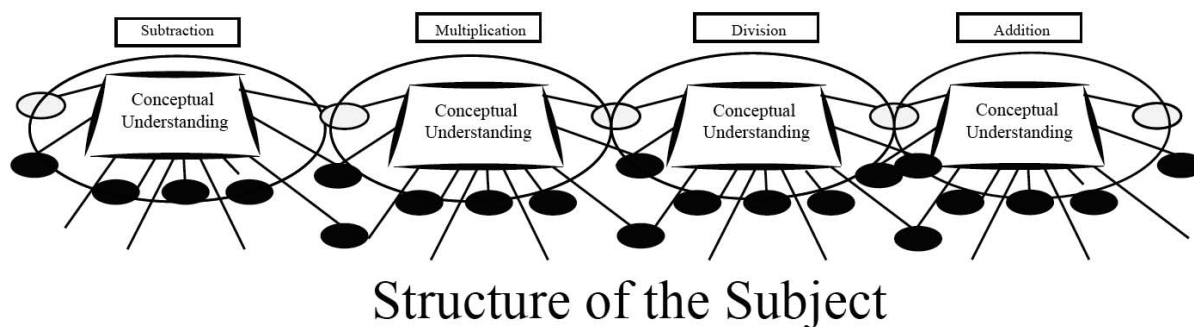 Subtraction
Multiplication
Division
Addition
Conceptual
Understanding
Conceptual
Understanding
Conceptual
Understanding
Conceptual
Understanding
Structure of the Subject